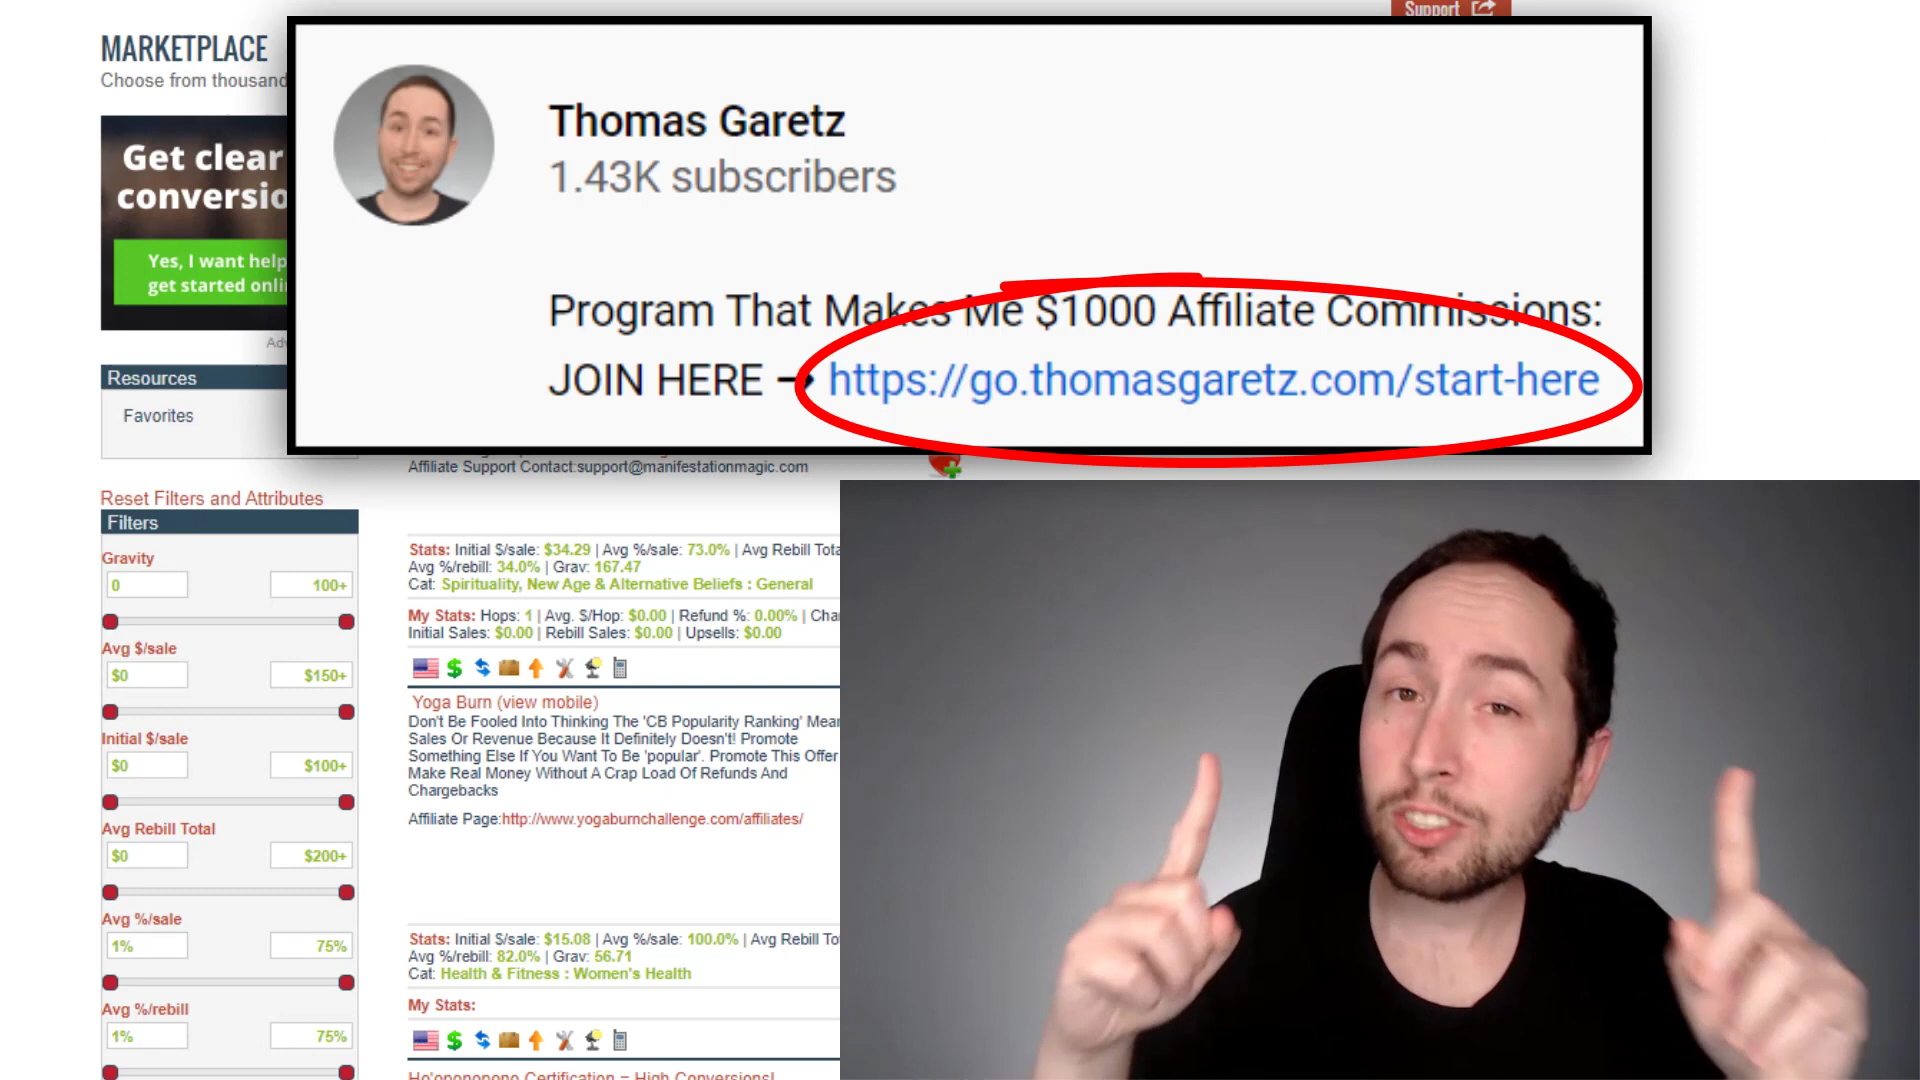 Support
MARKETPLACE
Choose from thousand
Get clear
conversio
Yes, I want help
get started onli
Thomas Garetz
1.43K subscribers
Program That Makes Me $1000 Affiliate Commissions:
JOIN HERE → https://go.thomasgaretz.com/start-here
Resources
Favorites
Affiliate Support Contact:support@manifestationmagic.com
Reset Filters and Attributes
Filters
Gravity
0 100+
Avg $/sale
$0 $150+
Initial $/sale
$0 $100+
Avg Rebill Total
$0 $200+
Avg %/sale
1% 75%
Avg %/rebill
1% 75%
Stats: Initial $/sale: $34.29 | Avg %/sale: 73.0% | Avg Rebill Tota
Avg %/rebill: 34.0% | Grav: 167.47
Cat: Spirituality, New Age & Alternative Beliefs : General
My Stats: Hops: 1 | Avg. $/Hop: $0.00 | Refund %: 0.00% | Cha
Initial Sales: $0.00 | Rebill Sales: $0.00 | Upsells: $0.00
Yoga Burn (view mobile)
Don't Be Fooled Into Thinking The 'CB Popularity Ranking' Mean
Sales Or Revenue Because It Definitely Doesn't! Promote
Something Else If You Want To Be 'popular'. Promote This Offer
Make Real Money Without A Crap Load Of Refunds And
Chargebacks
Affiliate Page:http://www.yogaburnchallenge.com/affiliates/
Stats: Initial $/sale: $15.08 | Avg %/sale: 100.0% | Avg Rebill To
Avg %/rebill: 82.0% | Grav: 56.71
Cat: Health & Fitness : Women's Health
My Stats:
Ho'oponopono Certification = High Conversions!